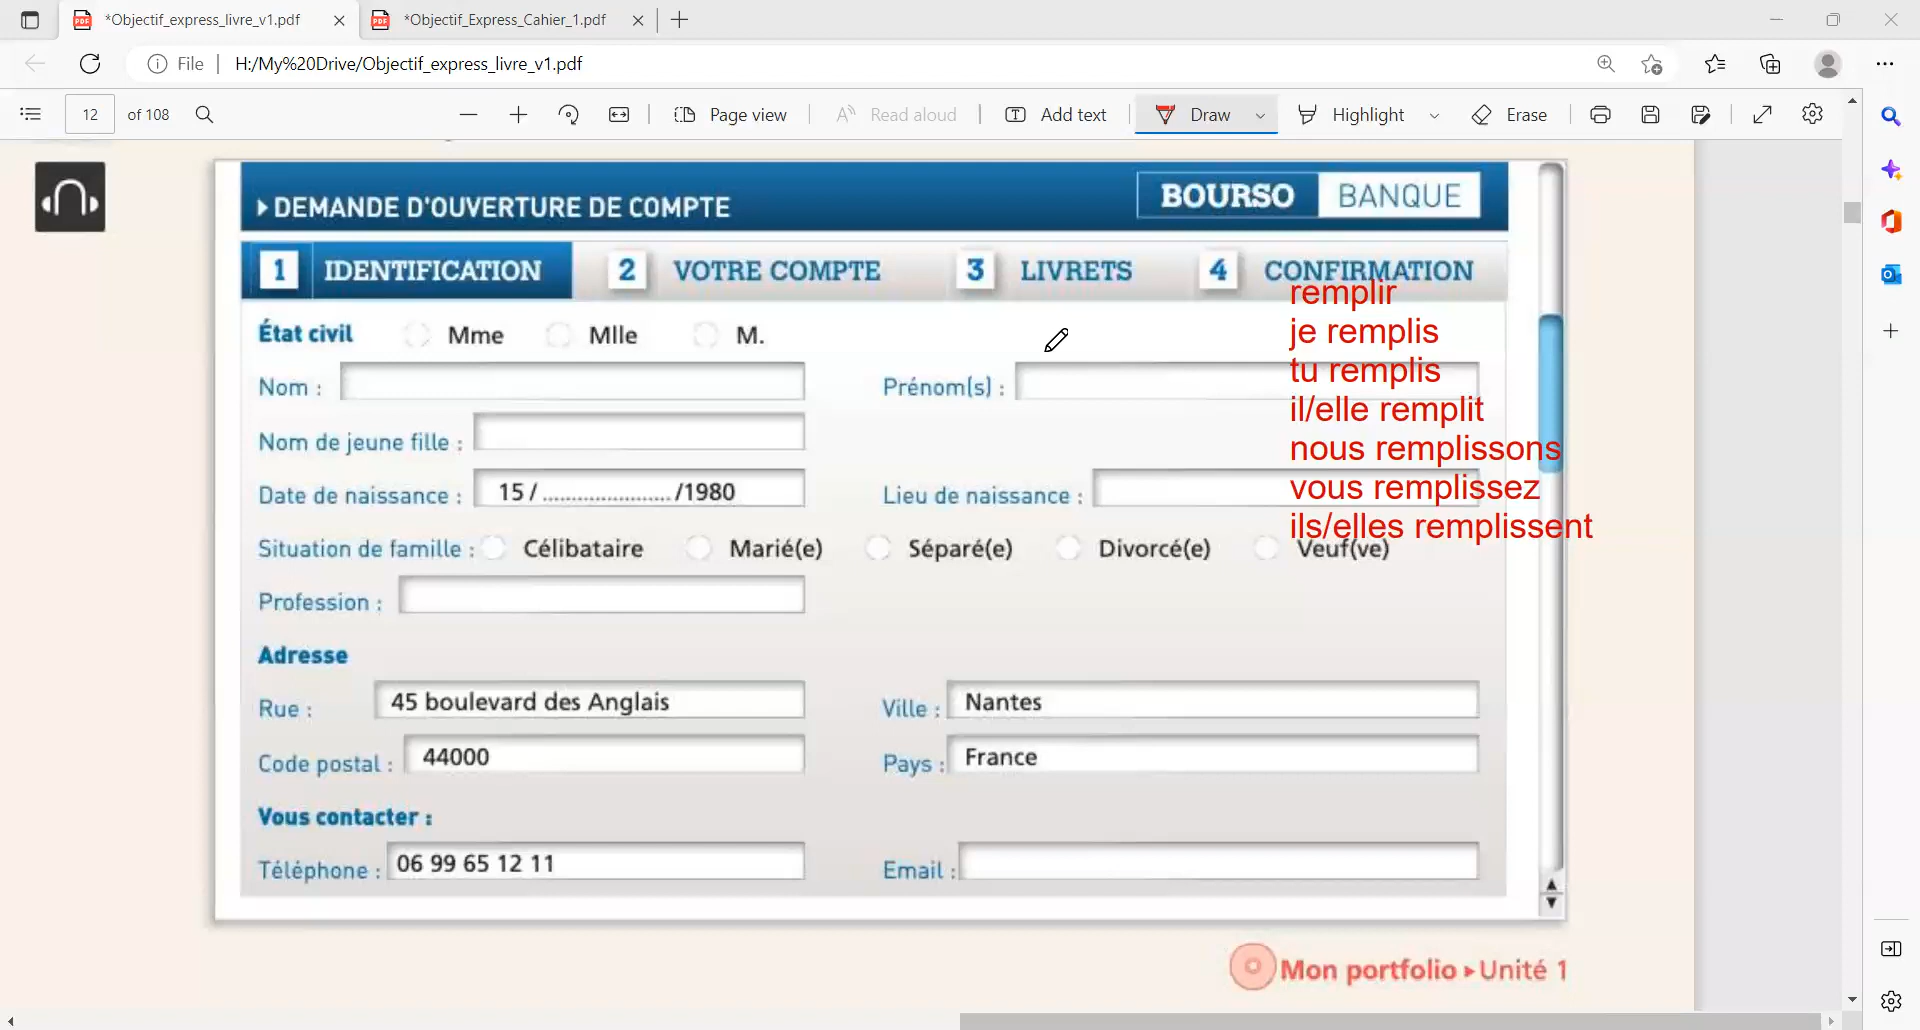 *Objectif_express_livre_v1.pdf
*Objectif_Express_Cahier_1.pdf
File
H:/My%20Drive/Objectif_express_livre_v1.pdf
12 of 108
Page view
Read aloud
Add text
Draw
Highlight
Erase
DEMANDE D'OUVERTURE DE COMPTE
BOURSO BANQUE
1 IDENTIFICATION 2 VOTRE COMPTE 3 LIVRETS 4 CONFIRMATION
remplir
je remplis
tu remplis
il/elle remplit
nous remplissons
vous remplissez
ils/elles remplissent
État civil Mme Mlle M.
Nom : Prénom(s) :
Nom de jeune fille :
Date de naissance : 15 / ...................... /1980 Lieu de naissance :
Situation de famille : Célibataire Marié(e) Séparé(e) Divorcé(e) Veuf(ve)
Profession :
Adresse
Rue : 45 boulevard des Anglais Ville : Nantes
Code postal : 44000 Pays : France
Vous contacter :
Téléphone : 06 99 65 12 11 Email :
Mon portfolio ▸ Unité 1